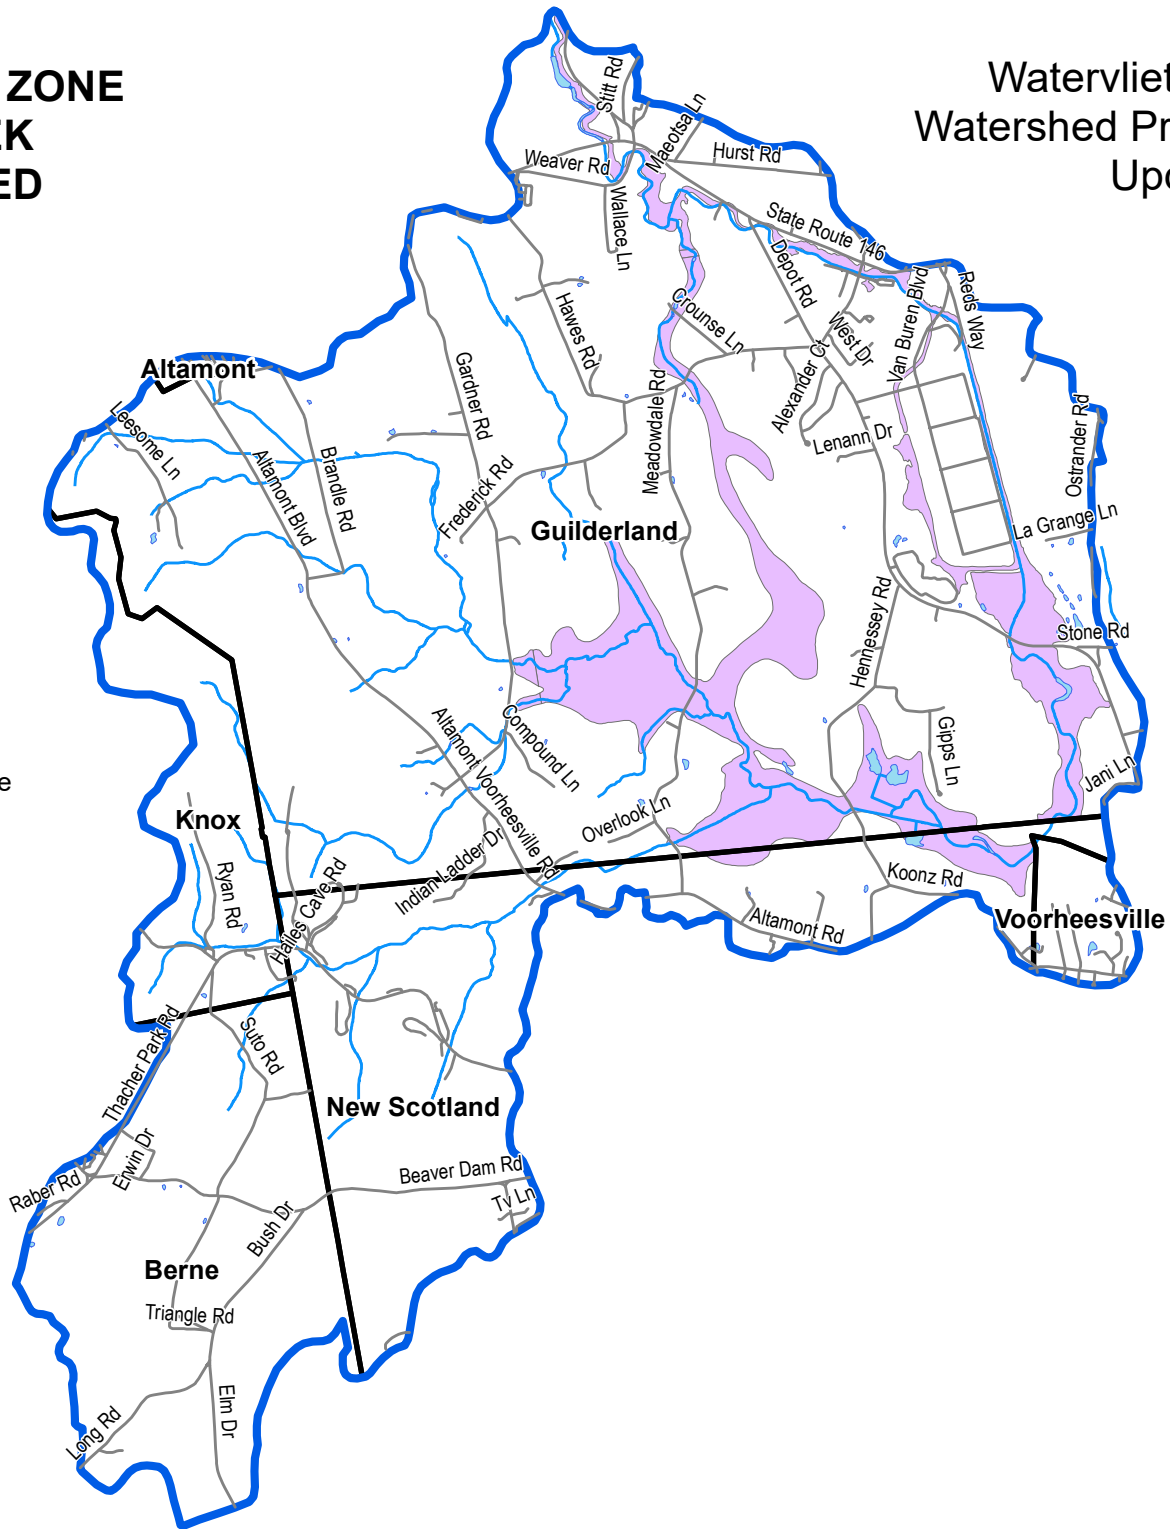 ZONE
EK
ED
Watervliet
Watershed Pr
Upd
Stitt Rd
Maeotsa Ln
Hurst Rd
Weaver Rd
Wallace Ln
State Route 146
Depot Rd
Van Buren Blvd
Reds Way
Hawes Rd
Crounse Ln
West Dr
Alexander Ct
Altamont
Gardner Rd
Meadowdale Rd
Leesome Ln
Lenann Dr
Ostrander Rd
Altamont Blvd
Brandle Rd
Frederick Rd
Guilderland
La Grange Ln
Hennessey Rd
Stone Rd
Compound Ln
Altamont Voorheesville Rd
Gipps Ln
Jani Ln
e
Knox
Overlook Ln
Indian Ladder Dr
Ryan Rd
Hailes Cave Rd
Koonz Rd
Altamont Rd
Voorheesville
Thacher Park Rd
Suto Rd
New Scotland
Erwin Dr
Raber Rd
Beaver Dam Rd
Tv Ln
Bush Dr
Berne
Triangle Rd
Elm Dr
Long Rd